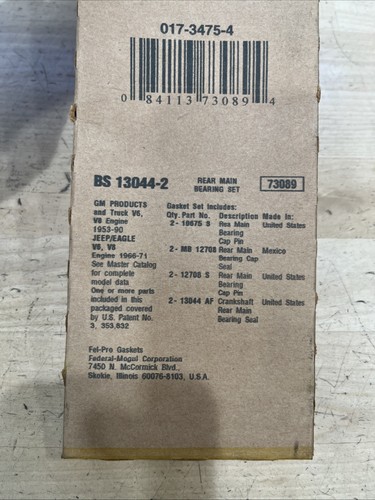 017-3475-4
0 84113 73089 4
BS 13044-2 REAR MAIN BEARING SET 73089
GM PRODUCTS
and Truck V6,
V8 Engine
1953-90
JEEP/EAGLE
V6, V8
Engine 1966-71
See Master Catalog
for complete
model data
One or more parts
included in this
packaged covered
by U.S. Patent No.
3, 353,832
Gasket Set Includes:
Qty. Part No. Description Made in:
2- 10675 S Rea Main United States
Bearing
Cap Pin
2- MB 12708 Rear Main Mexico
Bearing Cap
Seal
2- 12708 S Rear Main United States
Bearing
Cap Pin
2- 13044 AF Crankshaft United States
Rear Main
Bearing Seal
Fel-Pro Gaskets
Federal-Mogul Corporation
7450 N. McCormick Blvd.,
Skokie, Illinois 60076-8103, U.S.A.